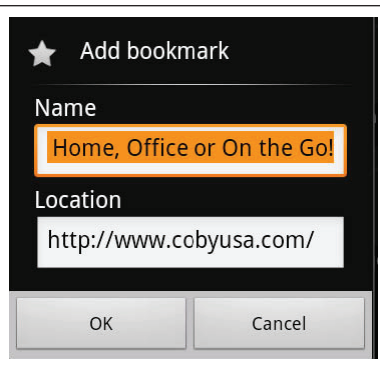 Add bookmark
Name
Home, Office or On the Go!
Location
http://www.cobyusa.com/
OK
Cancel